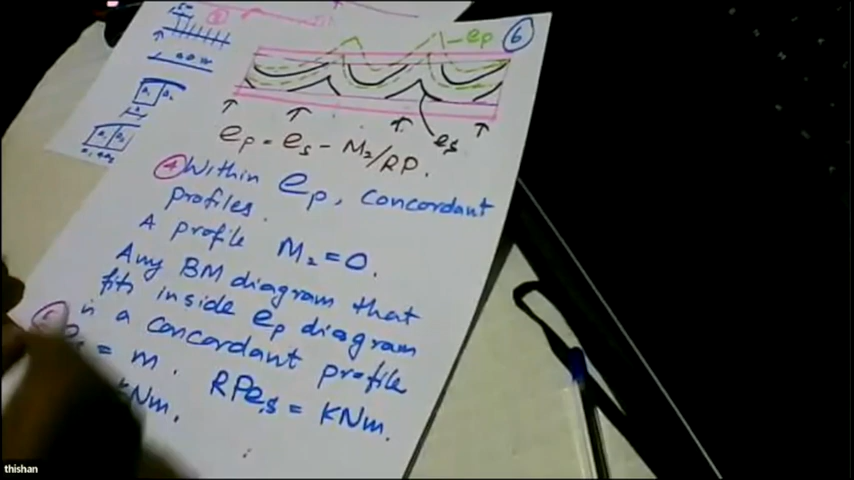 6
ep
es
ep = es - M₂/RP.
4 Within ep, concordant
profiles.
A profile M₂ = 0.
Any BM diagram that
fits inside ep diagram
is a concordant profile
= m. RPes = kNm.
kNm.
thishan